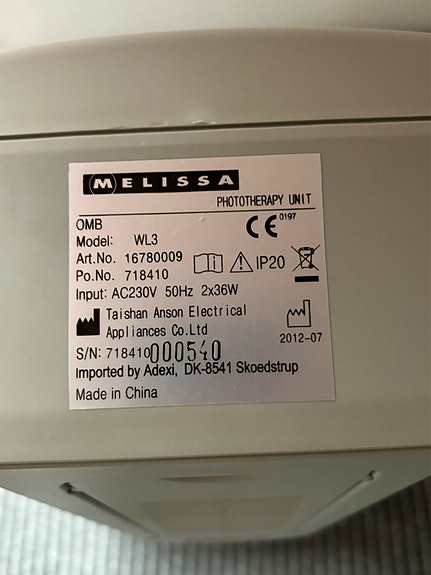 MELISSA
PHOTOTHERAPY UNIT
OMB
CE 0197
Model: WL3
Art.No. 16780009
IP20
Po.No. 718410
Input: AC230V 50Hz 2x36W
Taishan Anson Electrical
Appliances Co.Ltd
2012-07
S/N: 718410000540
Imported by Adexi, DK-8541 Skoedstrup
Made in China